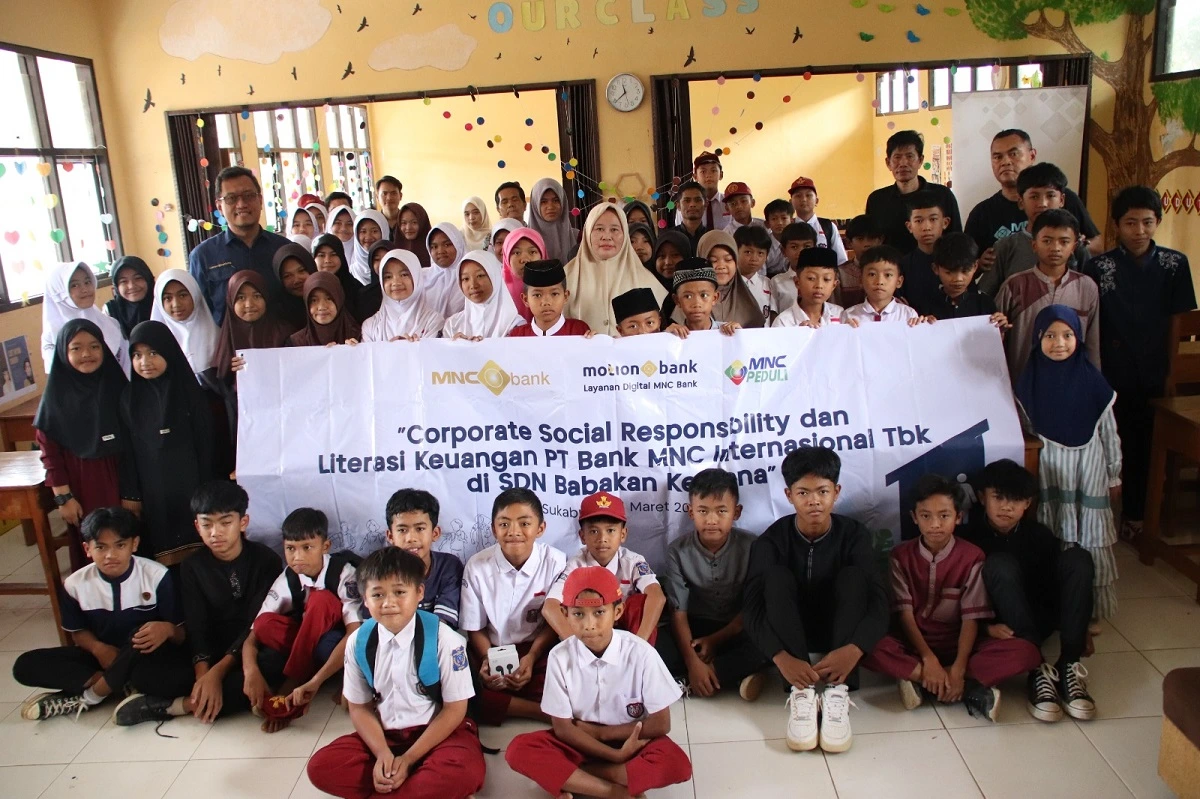 OUR CLASS
MNC bank
motion bank
Layanan Digital MNC Bank
MNC
PEDULI
"Corporate Social Responsbility dan
Literasi Keuangan PT Bank MNC Internasional Tbk
di SDN Babakan
Maret